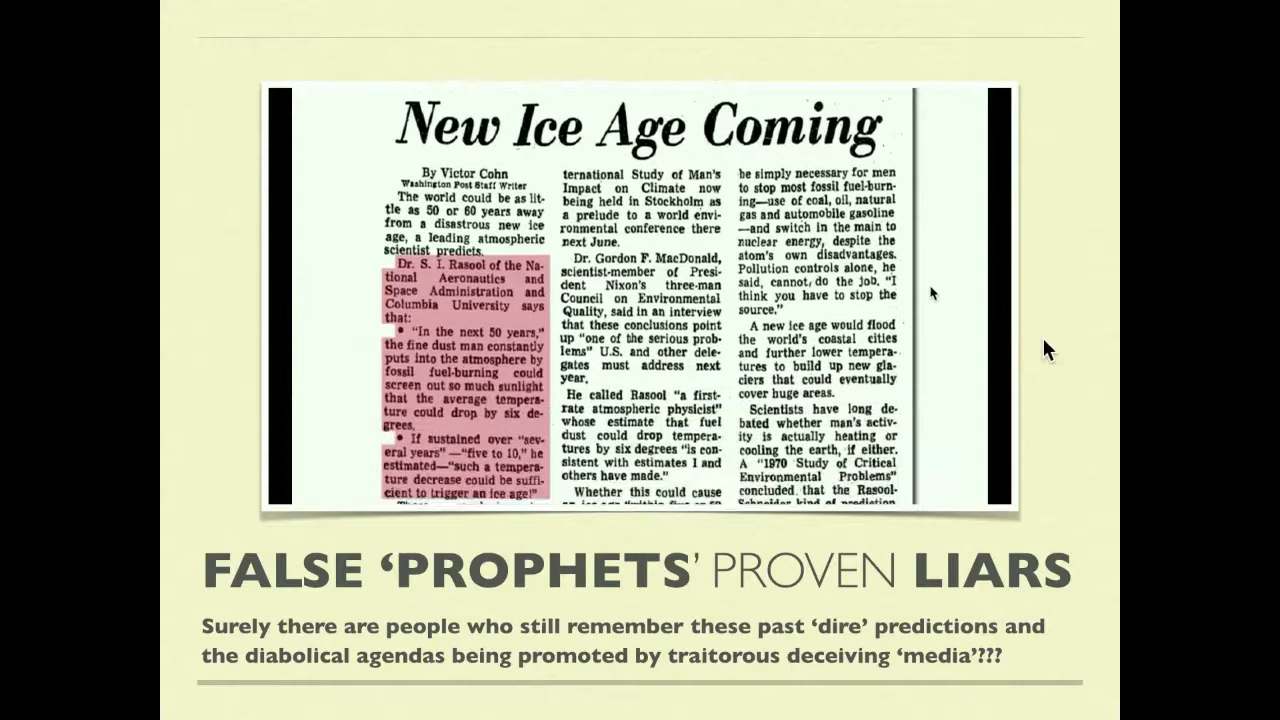 New Ice Age Coming
By Victor Cohn
Washington Post Staff Writer
The world could be as lit-
tle as 50 or 60 years away
from a disastrous new ice
age, a leading atmospheric
scientist predicts.
Dr. S. I. Rasool of the Na-
tional Aeronautics and
Space Administration and
Columbia University says
that:
• "In the next 50 years,"
the fine dust man constantly
puts into the atmosphere by
fossil fuel-burning could
screen out so much sunlight
that the average tempera-
ture could drop by six de-
grees.
• If sustained over "sev-
eral years" —"five to 10," he
estimated—"such a tempera-
ture decrease could be suffi-
cient to trigger an ice age!"
ternational Study of Man's
Impact on Climate now
being held in Stockholm as
a prelude to a world envi-
ronmental conference there
next June.
Dr. Gordon F. MacDonald,
scientist-member of Presi-
dent Nixon's three-man
Council on Environmental
Quality, said in an interview
that these conclusions point
up "one of the serious prob-
lems" U.S. and other dele-
gates must address next
year.
He called Rasool "a first-
rate atmospheric physicist"
whose estimate that fuel
dust could drop tempera-
tures by six degrees "is con-
sistent with estimates I and
others have made."
Whether this could cause
be simply necessary for men
to stop most fossil fuel-burn-
ing—use of coal, oil, natural
gas and automobile gasoline
—and switch in the main to
nuclear energy, despite the
atom's own disadvantages.
Pollution controls alone, he
said, cannot, do the job. "I
think you have to stop the
source."
A new ice age would flood
the world's coastal cities
and further lower tempera-
tures to build up new gla-
ciers that could eventually
cover huge areas.
Scientists have long de-
bated whether man's activ-
ity is actually heating or
cooling the earth, if either.
A "1970 Study of Critical
Environmental Problems"
concluded that the Rasool-
Schneider kind of prediction
FALSE ‘PROPHETS’ PROVEN LIARS
Surely there are people who still remember these past ‘dire’ predictions and
the diabolical agendas being promoted by traitorous deceiving ‘media’???